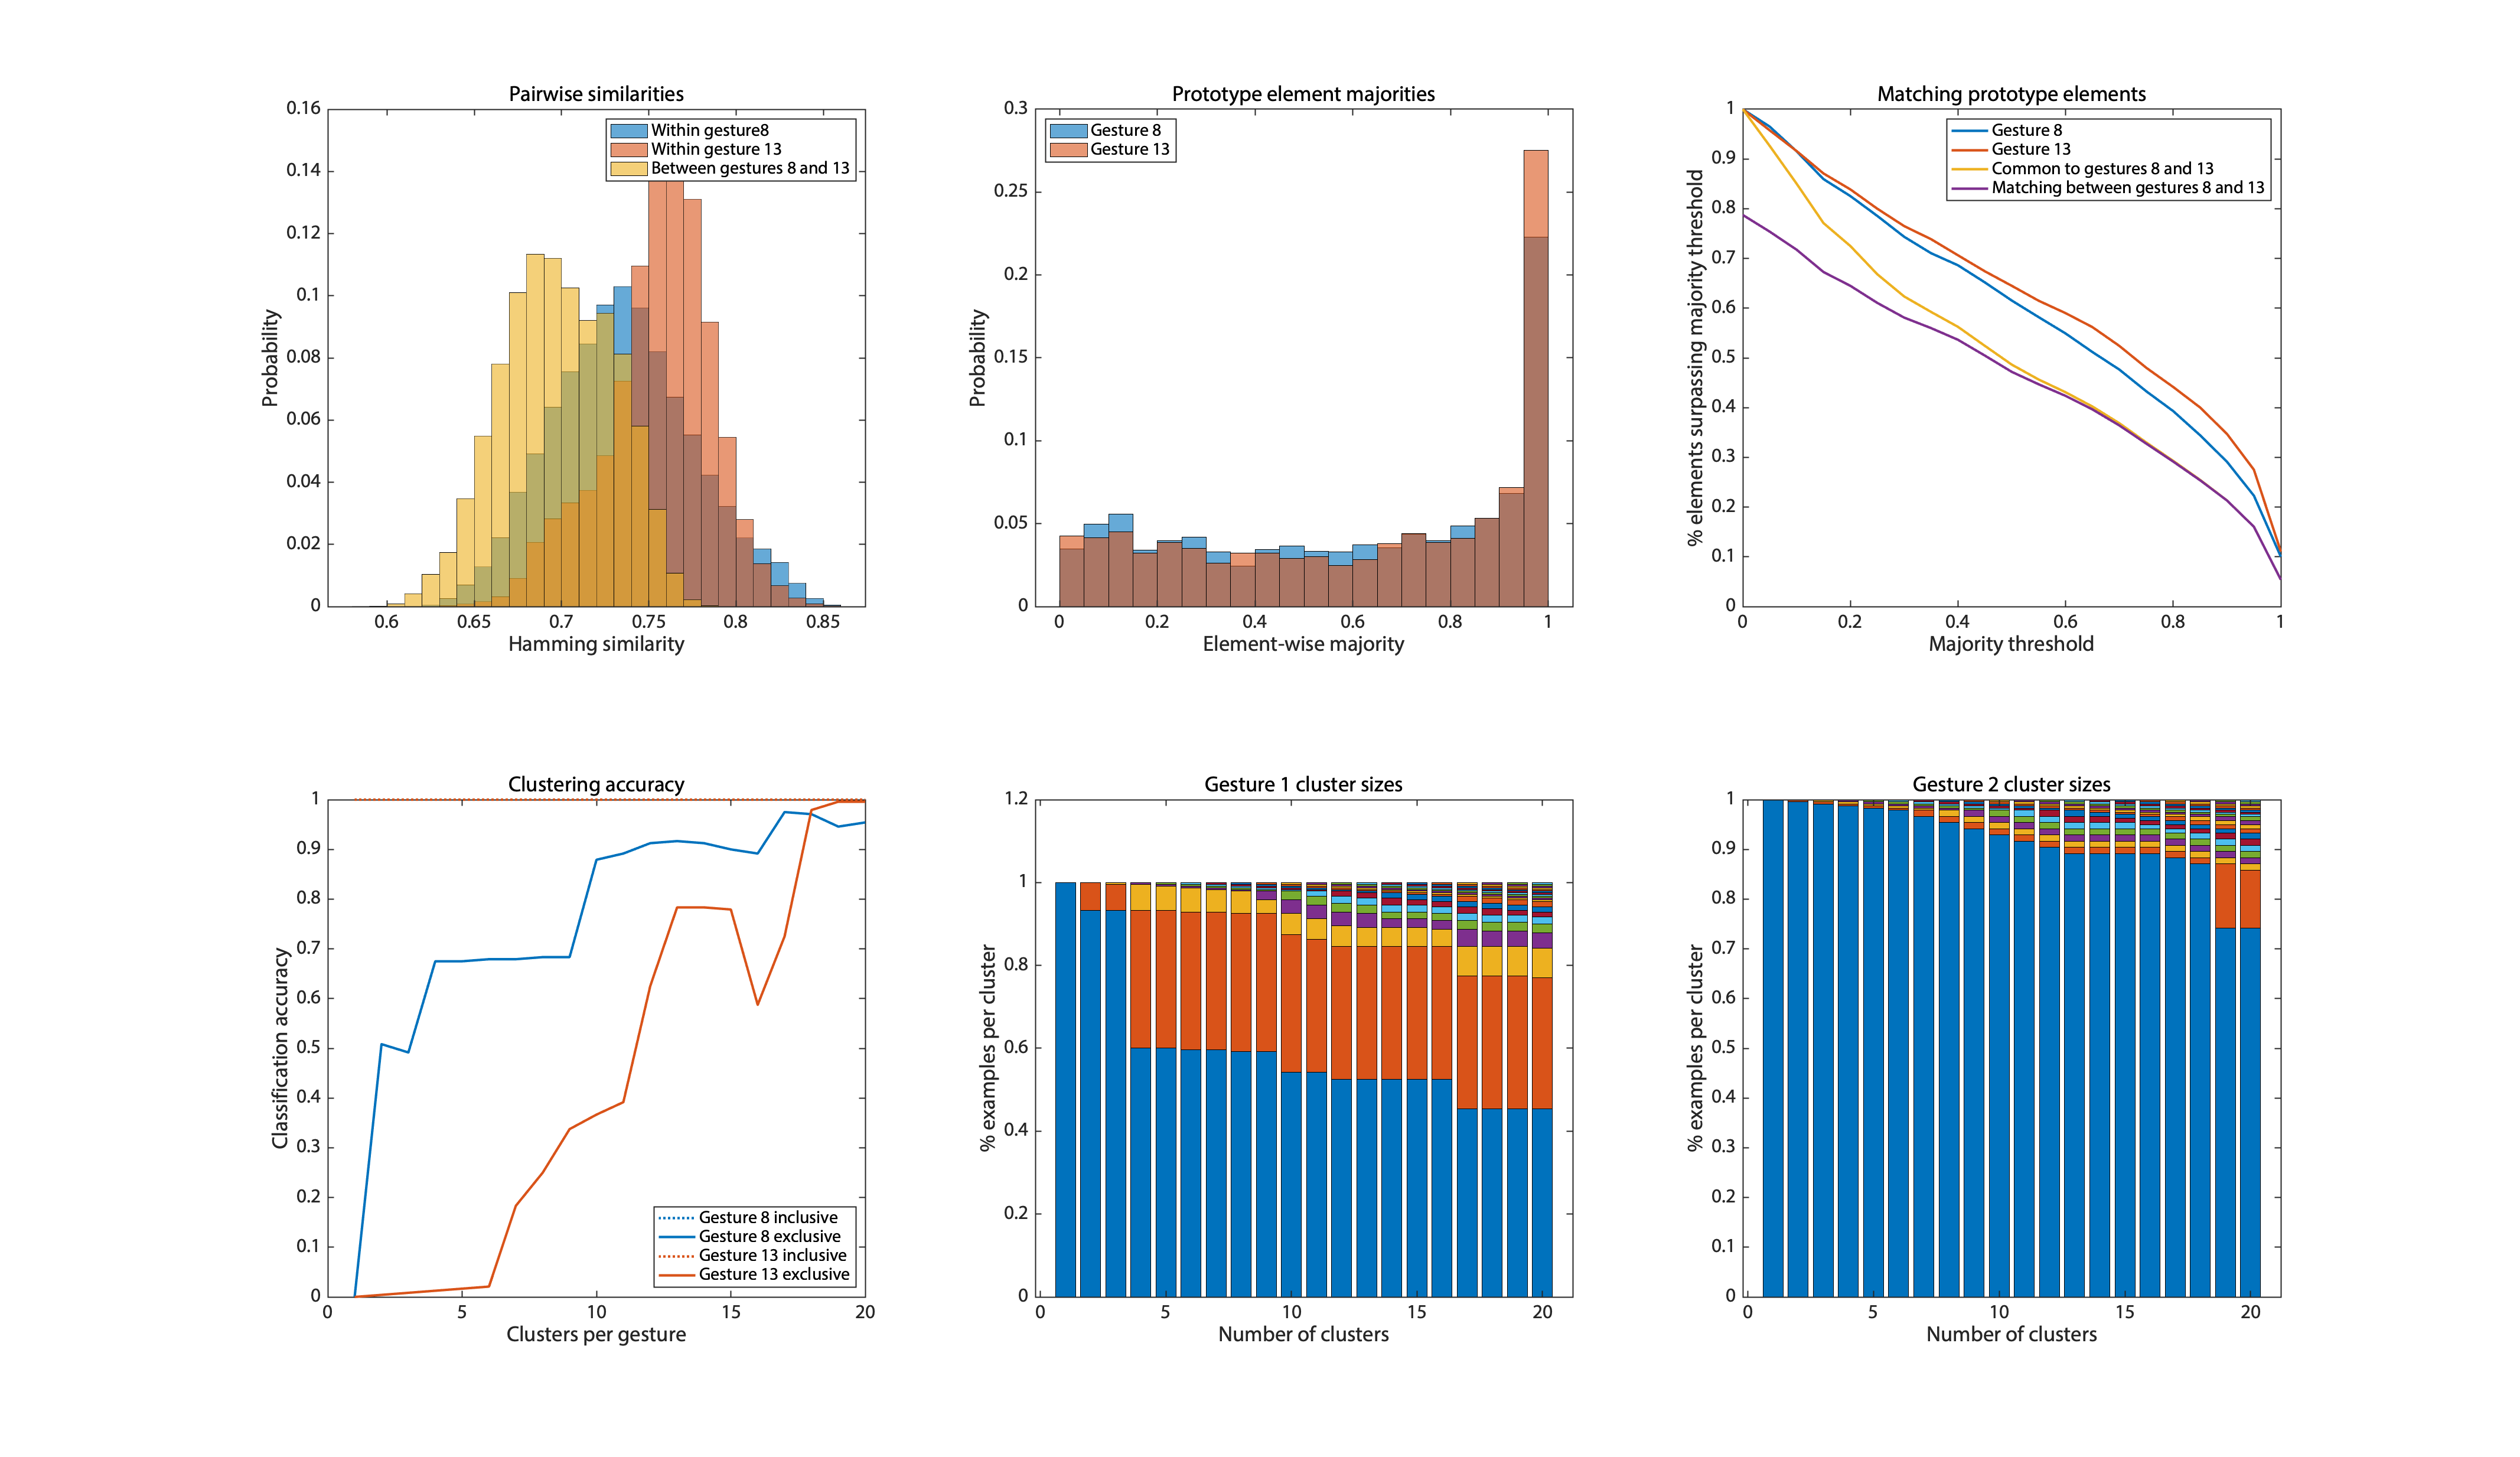 Pairwise similarities
0.16
0.14
0.12
0.1
0.08
0.06
0.04
0.02
0
Probability
Within gesture8
Within gesture 13
Between gestures 8 and 13
0.6 0.65 0.7 0.75 0.8 0.85
Hamming similarity
Prototype element majorities
0.3
0.25
0.2
0.15
0.1
0.05
0
Probability
Gesture 8
Gesture 13
0 0.2 0.4 0.6 0.8 1
Element-wise majority
Matching prototype elements
1
0.9
0.8
0.7
0.6
0.5
0.4
0.3
0.2
0.1
0
% elements surpassing majority threshold
Gesture 8
Gesture 13
Common to gestures 8 and 13
Matching between gestures 8 and 13
0 0.2 0.4 0.6 0.8 1
Majority threshold
Clustering accuracy
1
0.9
0.8
0.7
0.6
0.5
0.4
0.3
0.2
0.1
0
Classification accuracy
Gesture 8 inclusive
Gesture 8 exclusive
Gesture 13 inclusive
Gesture 13 exclusive
0 5 10 15 20
Clusters per gesture
Gesture 1 cluster sizes
1.2
1
0.8
0.6
0.4
0.2
0
% examples per cluster
0 5 10 15 20
Number of clusters
Gesture 2 cluster sizes
1
0.9
0.8
0.7
0.6
0.5
0.4
0.3
0.2
0.1
0
% examples per cluster
0 5 10 15 20
Number of clusters